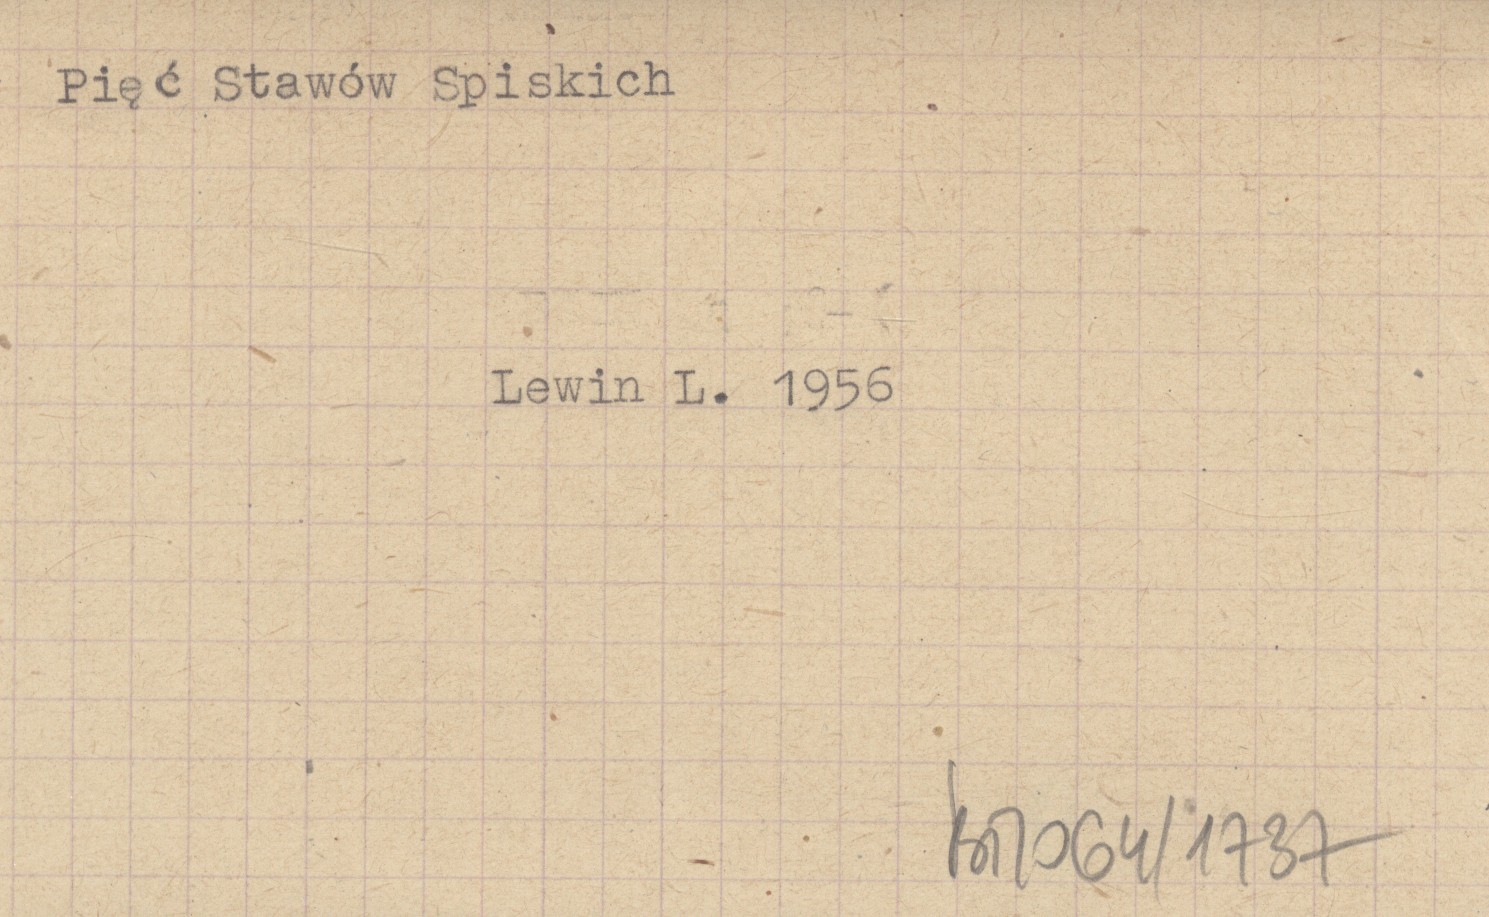 Pięć Stawów Spiskich
Lewin L. 1956